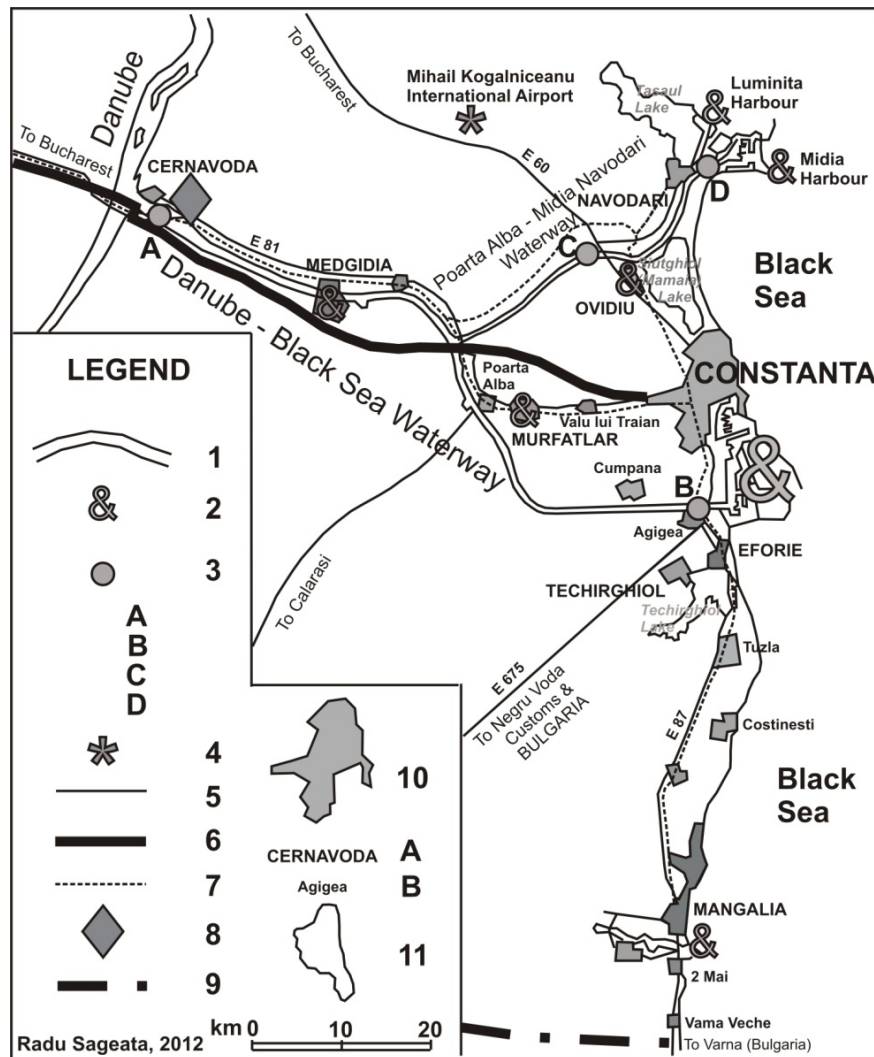 To Bucharest
Mihail Kogalniceanu
International Airport
Tasaul
Lake
&
Luminita
Harbour
Danube
To Bucharest
E 60
Poarta Alba - Midia Navodari
Waterway
D
&
Midia
Harbour
CERNAVODA
NAVODARI
A
E 81
C
Siutghiol
(Mamaia)
Lake
Black
Sea
MEDGIDIA
&
&
OVIDIU
Danube - Black Sea Waterway
CONSTANTA
Poarta
Alba
&
MURFATLAR
Valu lui Traian
Cumpana
B
&
Agigea
EFORIE
TECHIRGHIOL
Techirghiol
Lake
To Calarasi
E 675
To Negru Voda
Customs &
BULGARIA
Tuzla
E 87
Costinesti
Black
Sea
MANGALIA
&
2 Mai
Vama Veche
To Varna (Bulgaria)
LEGEND
1
& 2
3
A
B
C
D
4
5
6
7
8
9
10
CERNAVODA A
Agigea B
11
Radu Sageata, 2012
km 0 10 20